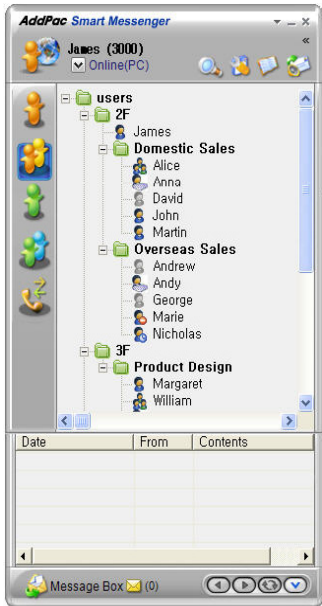 AddPac Smart Messenger
James (3000)
Online(PC)
users
2F
James
Domestic Sales
Alice
Anna
David
John
Martin
Overseas Sales
Andrew
Andy
George
Marie
Nicholas
3F
Product Design
Margaret
William
Date From Contents
Message Box (0)